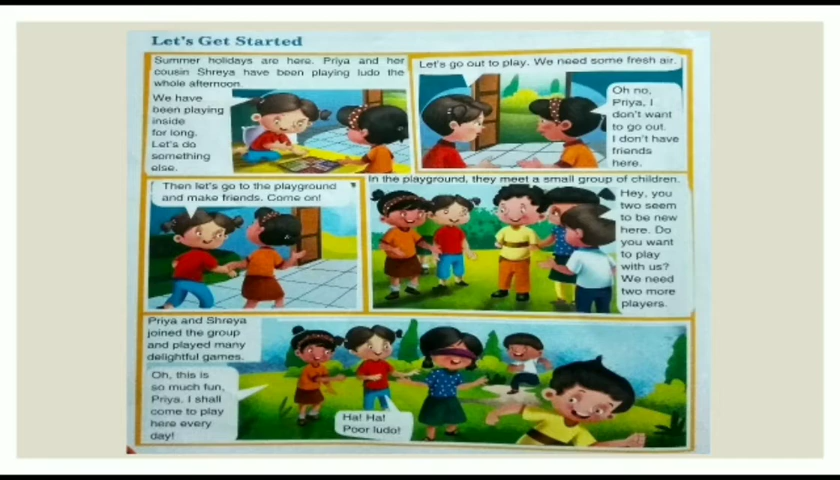 Let's Get Started
Summer holidays are here. Priya and her
cousin Shreya have been playing ludo the
whole afternoon.
We have
been playing
inside
for long.
Let's do
something
else.
Let's go out to play. We need some fresh air.
Oh no,
Priya, I
don't want
to go out.
I don't have
friends
here.
Then let's go to the playground
and make friends. Come on!
In the playground, they meet a small group of children.
Hey, you
two seem
to be new
here. Do
you want
to play
with us?
We need
two more
players.
Priya and Shreya
joined the group
and played many
delightful games.
Oh, this is
so much fun,
Priya. I shall
come to play
here every
day!
Ha! Ha!
Poor ludo!